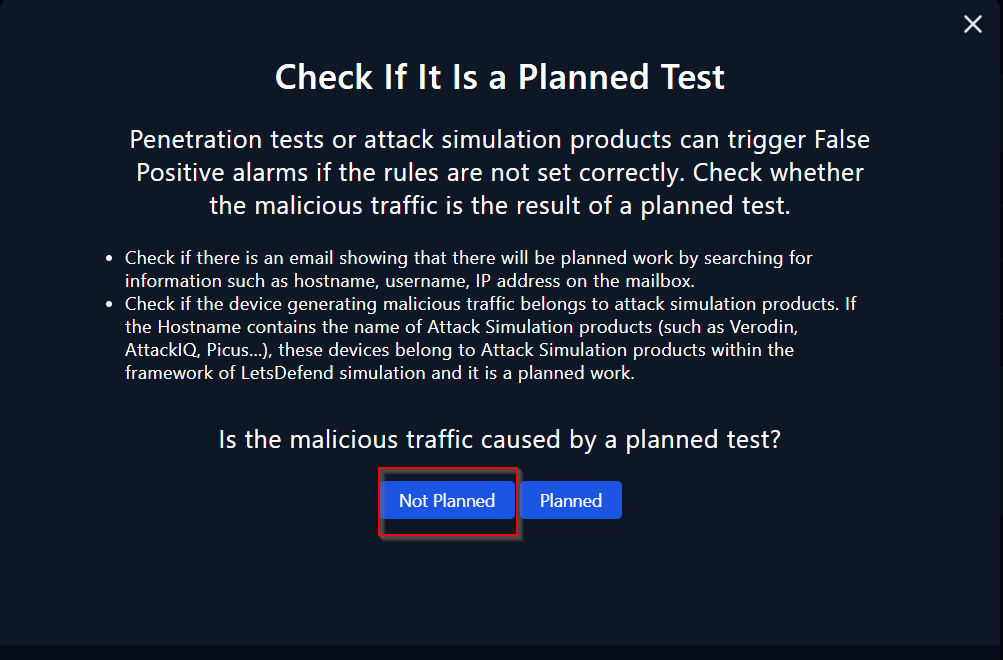 Check If It Is a Planned Test
Penetration tests or attack simulation products can trigger False
Positive alarms if the rules are not set correctly. Check whether
the malicious traffic is the result of a planned test.
• Check if there is an email showing that there will be planned work by searching for
information such as hostname, username, IP address on the mailbox.
• Check if the device generating malicious traffic belongs to attack simulation products. If
the Hostname contains the name of Attack Simulation products (such as Verodin,
AttackIQ, Picus...), these devices belong to Attack Simulation products within the
framework of LetsDefend simulation and it is a planned work.
Is the malicious traffic caused by a planned test?
Not Planned Planned